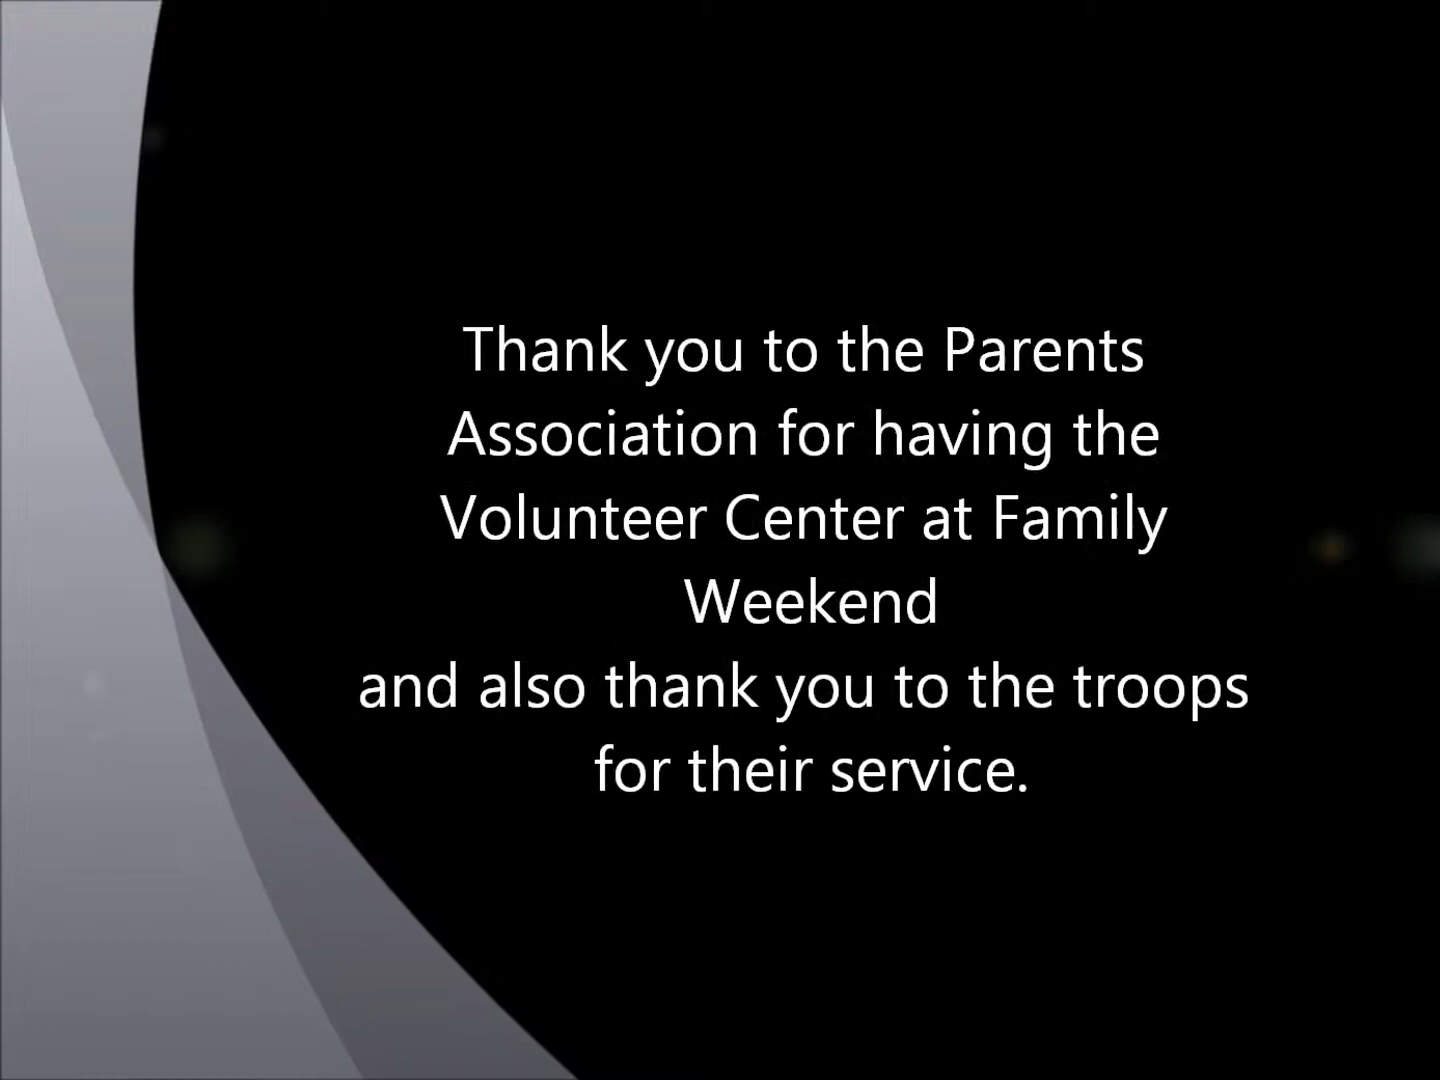 Thank you to the Parents
Association for having the
Volunteer Center at Family
Weekend
and also thank you to the troops
for their service.